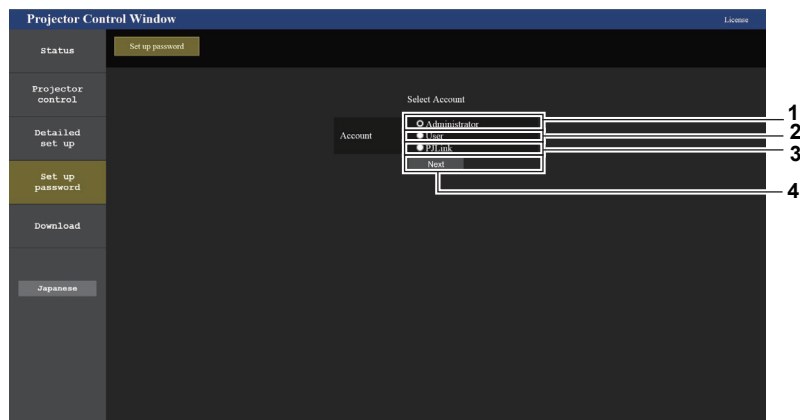 Projector Control Window
License
Status
Set up password
Projector
control
Detailed
set up
Set up
password
Download
Japanese
Select Account
Account
Administrator
User
PJLink
Next
1
2
3
4